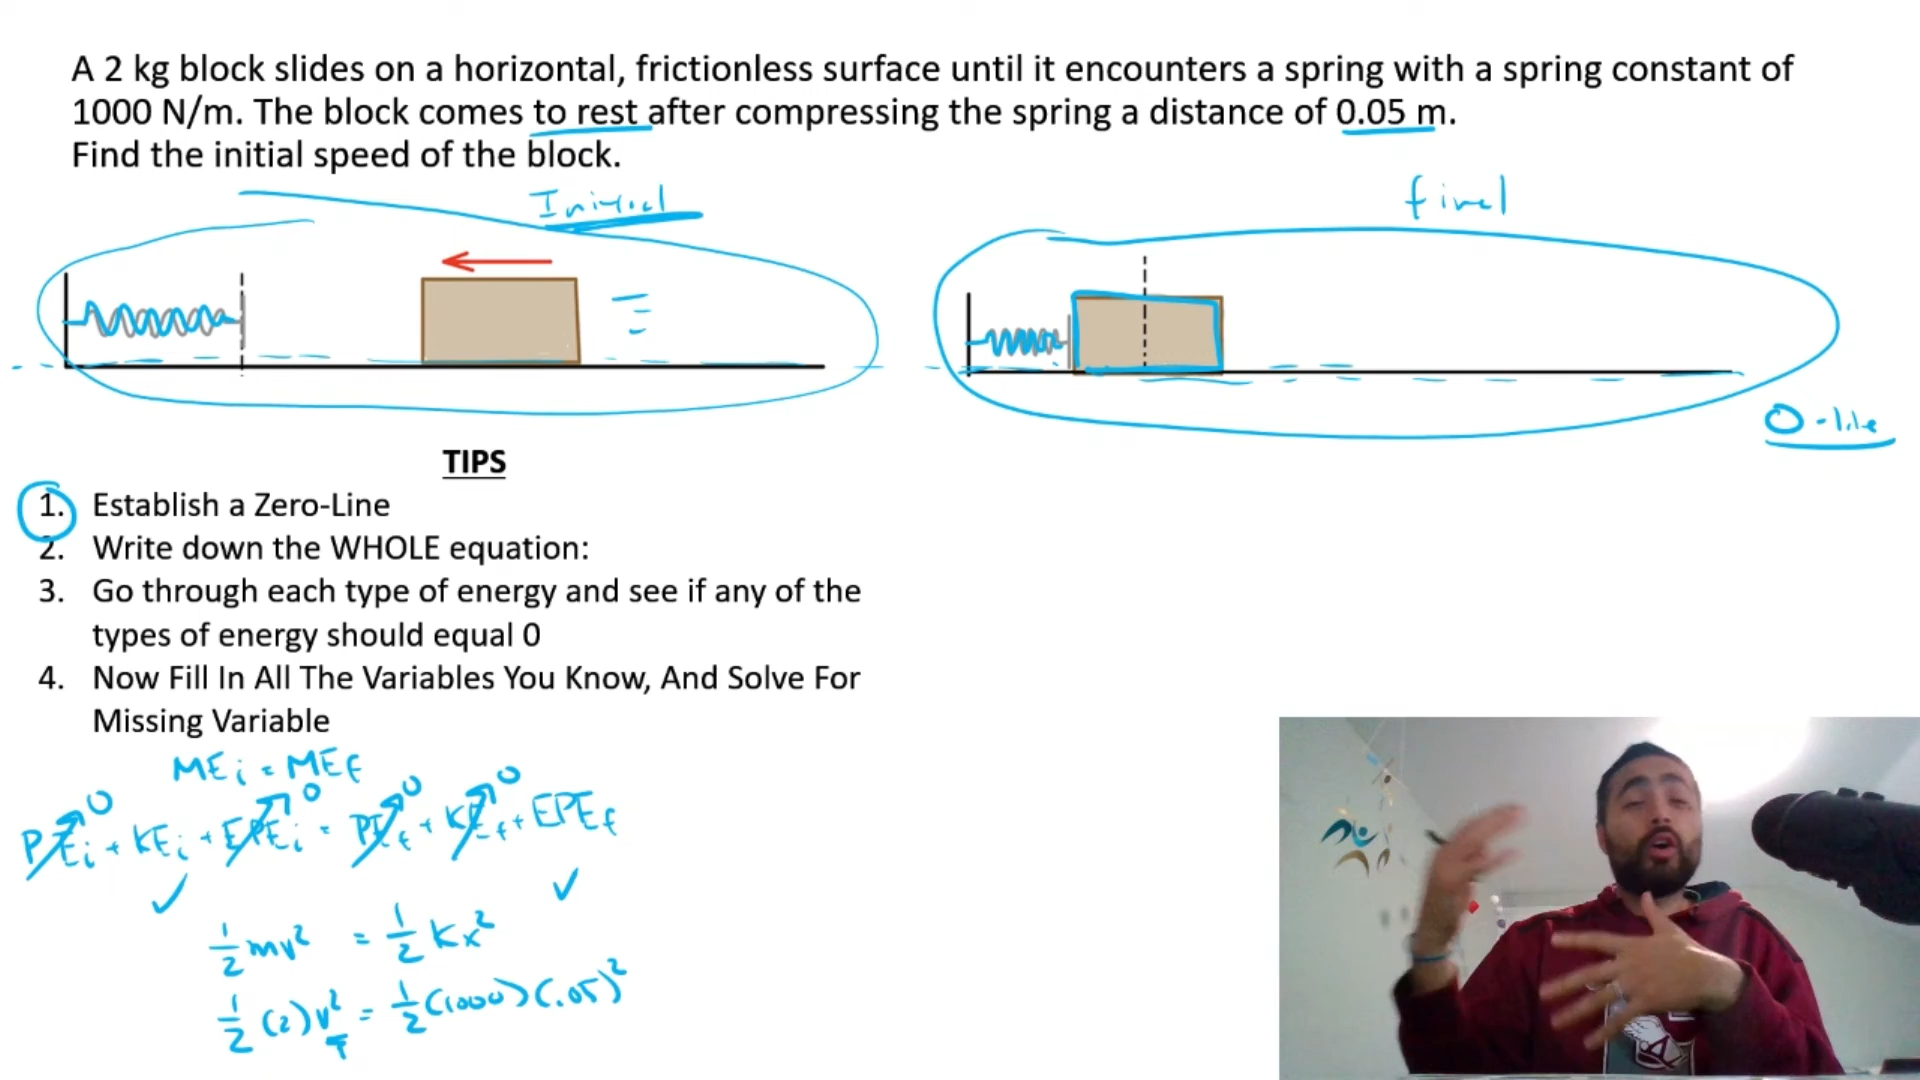 A 2 kg block slides on a horizontal, frictionless surface until it encounters a spring with a spring constant of
1000 N/m. The block comes to rest after compressing the spring a distance of 0.05 m.
Find the initial speed of the block.
Initial
final
0-line
TIPS
1. Establish a Zero-Line
2. Write down the WHOLE equation:
3. Go through each type of energy and see if any of the
types of energy should equal 0
4. Now Fill In All The Variables You Know, And Solve For
Missing Variable
MEi = MEf
0 0 0 0
PEi + KEi + EPEi = PEf + KEf + EPEf
½mv² = ½kx²
½(2)v² = ½(1000)(.05)²